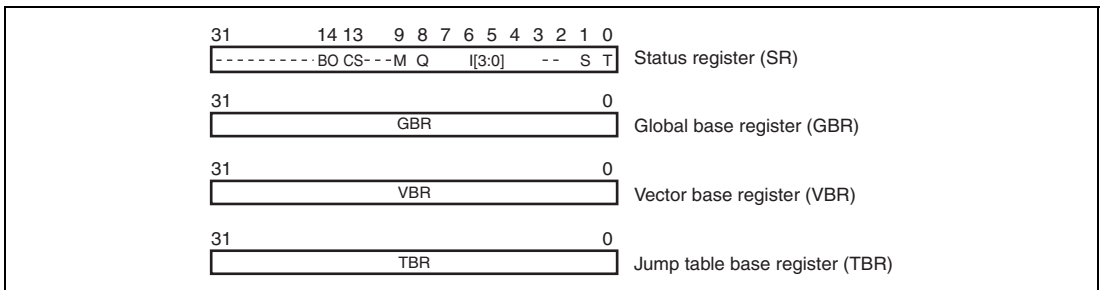 31 14 13 9 8 7 6 5 4 3 2 1 0
----------BO CS---M Q I[3:0] -- S T Status register (SR)
31 0
GBR Global base register (GBR)
31 0
VBR Vector base register (VBR)
31 0
TBR Jump table base register (TBR)